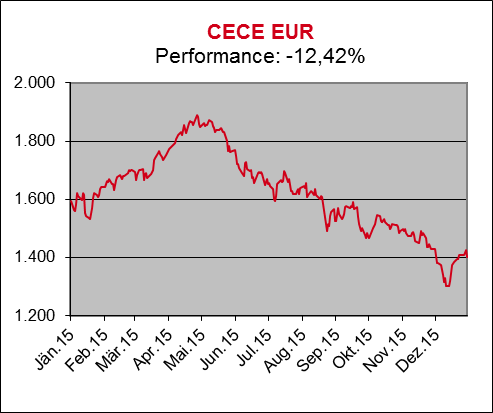 CECE EUR
Performance: -12,42%
2.000
1.800
1.600
1.400
1.200
Jän.15
Feb.15
Mär.15
Apr.15
Mai.15
Jun.15
Jul.15
Aug.15
Sep.15
Okt.15
Nov.15
Dez.15